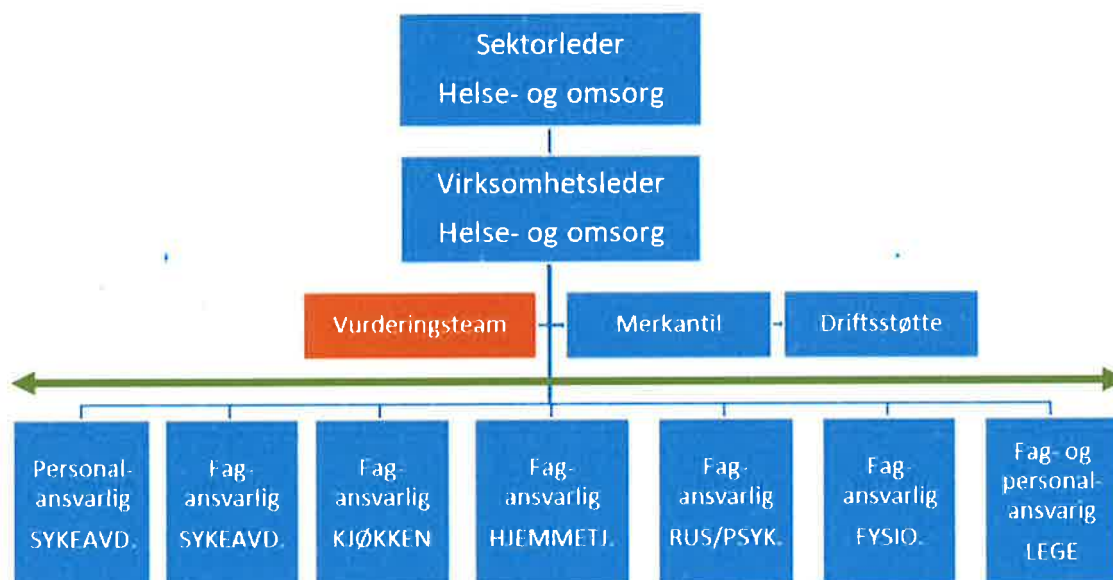 Sektorleder
Helse- og omsorg
Virksomhetsleder
Helse- og omsorg
Vurderingsteam
Merkantil
Driftsstøtte
Personal-
ansvarlig
SYKEAVD.
Fag-
ansvarlig
SYKEAVD.
Fag-
ansvarlig
KJØKKEN
Fag-
ansvarlig
HJEMMETJ.
Fag-
ansvarlig
RUS/PSYK.
Fag-
ansvarlig
FYSIO.
Fag- og
personal-
ansvarig
LEGE